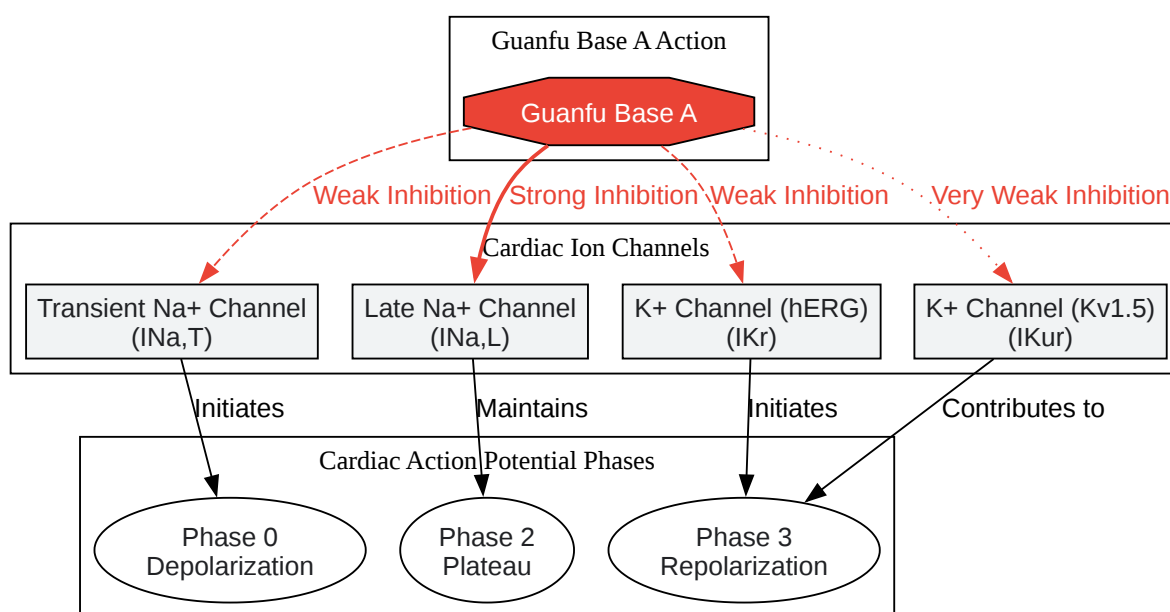 Guanfu Base A Action
Guanfu Base A
Weak Inhibition
Strong Inhibition
Weak Inhibition
Very Weak Inhibition
Cardiac Ion Channels
Transient Na+ Channel
(INa,T)
Late Na+ Channel
(INa,L)
K+ Channel (hERG)
(IKr)
K+ Channel (Kv1.5)
(IKur)
Initiates
Maintains
Initiates
Contributes to
Cardiac Action Potential Phases
Phase 0
Depolarization
Phase 2
Plateau
Phase 3
Repolarization